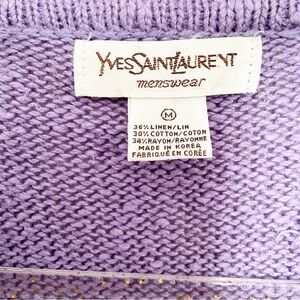 YVESSAINTLAURENT
menswear
M
36% LINEN/LIN
30% COTTON/COTON
34% RAYON/RAYONNE
MADE IN KOREA
FABRIQUÉ EN CORÉE